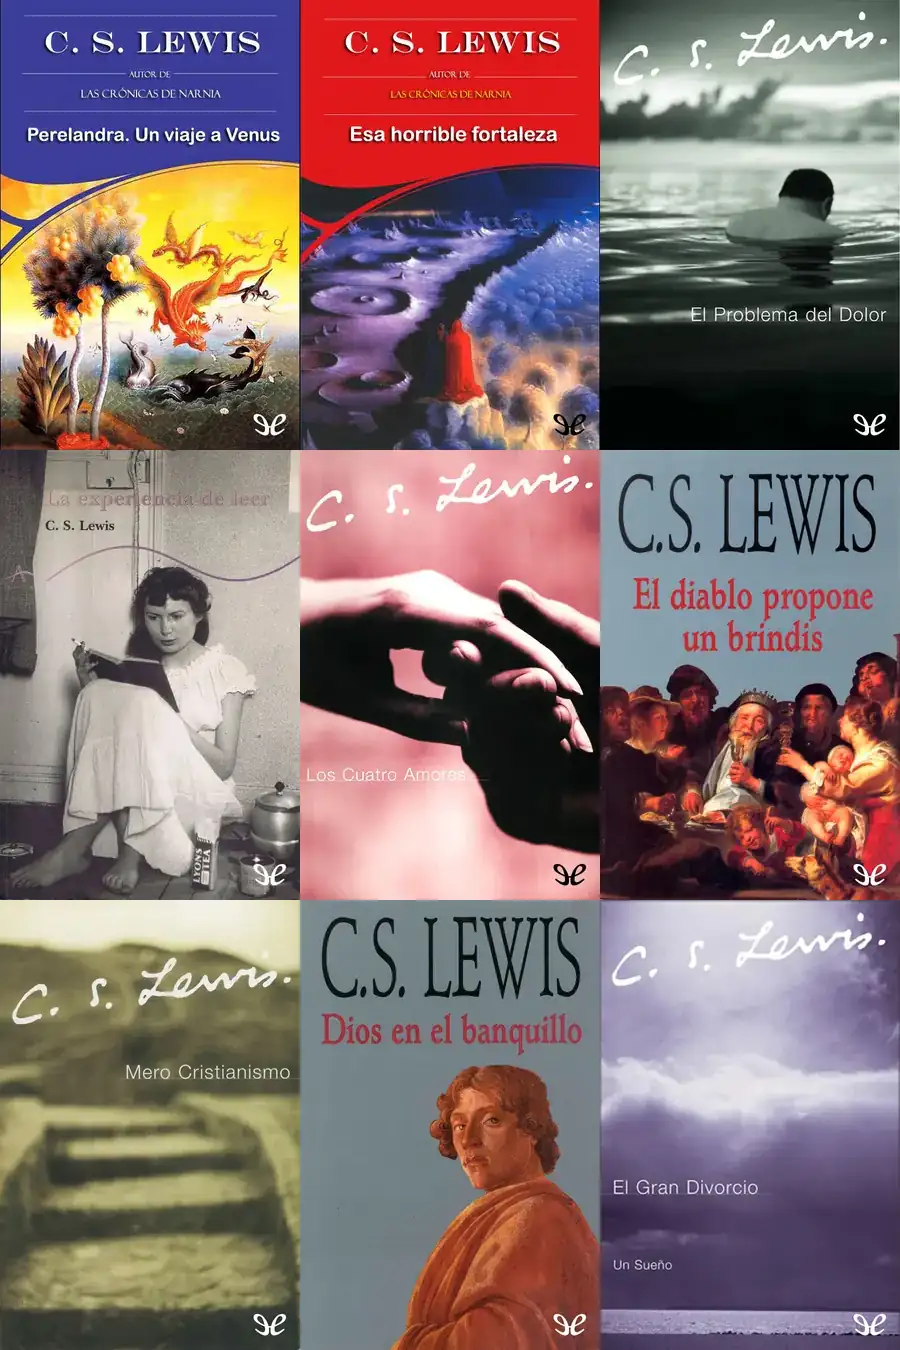 C. S. LEWIS
AUTOR DE
LAS CRÓNICAS DE NARNIA
Perelandra. Un viaje a Venus
C. S. LEWIS
AUTOR DE
LAS CRÓNICAS DE NARNIA
Esa horrible fortaleza
C. S. Lewis.
El Problema del Dolor
La experiencia de leer
C. S. Lewis
LYONS
TEA
C. S. Lewis.
Los Cuatro Amores
C.S. LEWIS
El diablo propone
un brindis
C. S. Lewis.
Mero Cristianismo
C.S. LEWIS
Dios en el banquillo
C. S. Lewis.
El Gran Divorcio
Un Sueño